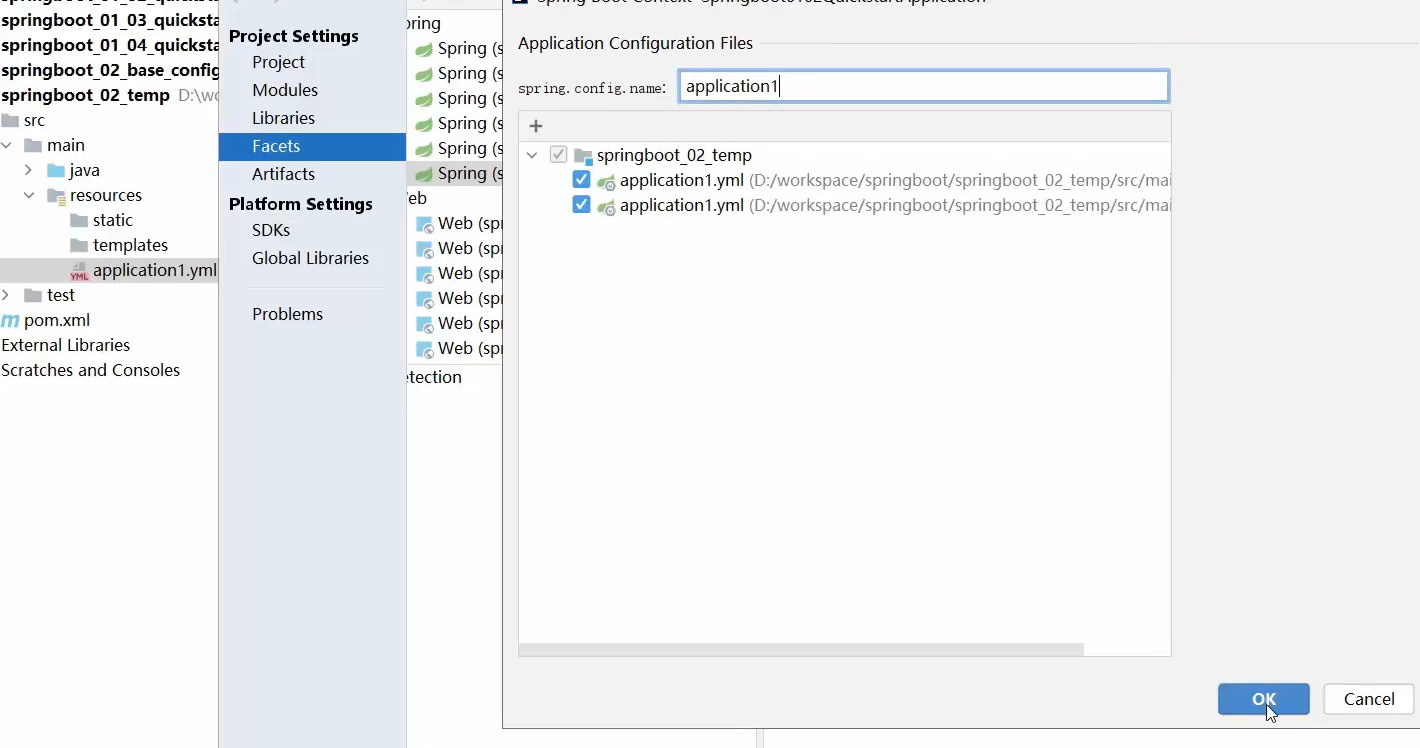 springboot_01_03_quicksta
springboot_01_04_quicksta
springboot_02_base_config
springboot_02_temp D:\wo
src
main
java
resources
static
templates
application1.yml
test
pom.xml
External Libraries
Scratches and Consoles
Project Settings
Project
Modules
Libraries
Facets
Artifacts
Platform Settings
SDKs
Global Libraries
Problems
pring
Spring (s
Spring (s
Spring (s
Spring (s
Spring (s
Spring (s
eb
Web (spr
Web (spr
Web (spr
Web (spr
Web (spr
Web (spr
etection
Spring Boot Context 'Springboot0102QuickstartApplication'
Application Configuration Files
spring.config.name: application1
springboot_02_temp
application1.yml (D:/workspace/springboot/springboot_02_temp/src/mai
application1.yml (D:/workspace/springboot/springboot_02_temp/src/mai
OK
Cancel